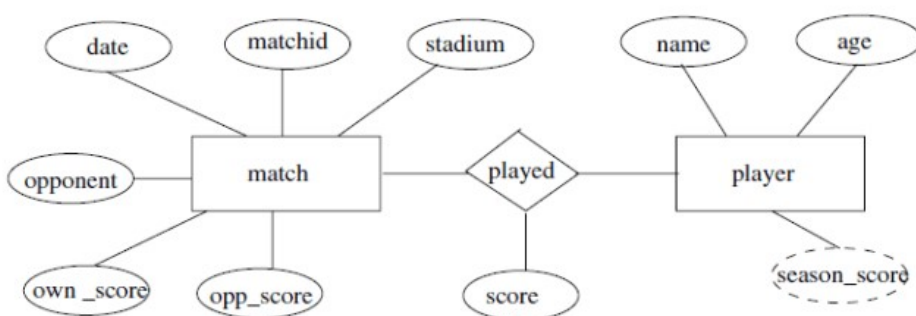 date
matchid
stadium
name
age
opponent
match
played
player
own _score
opp_score
score
season_score